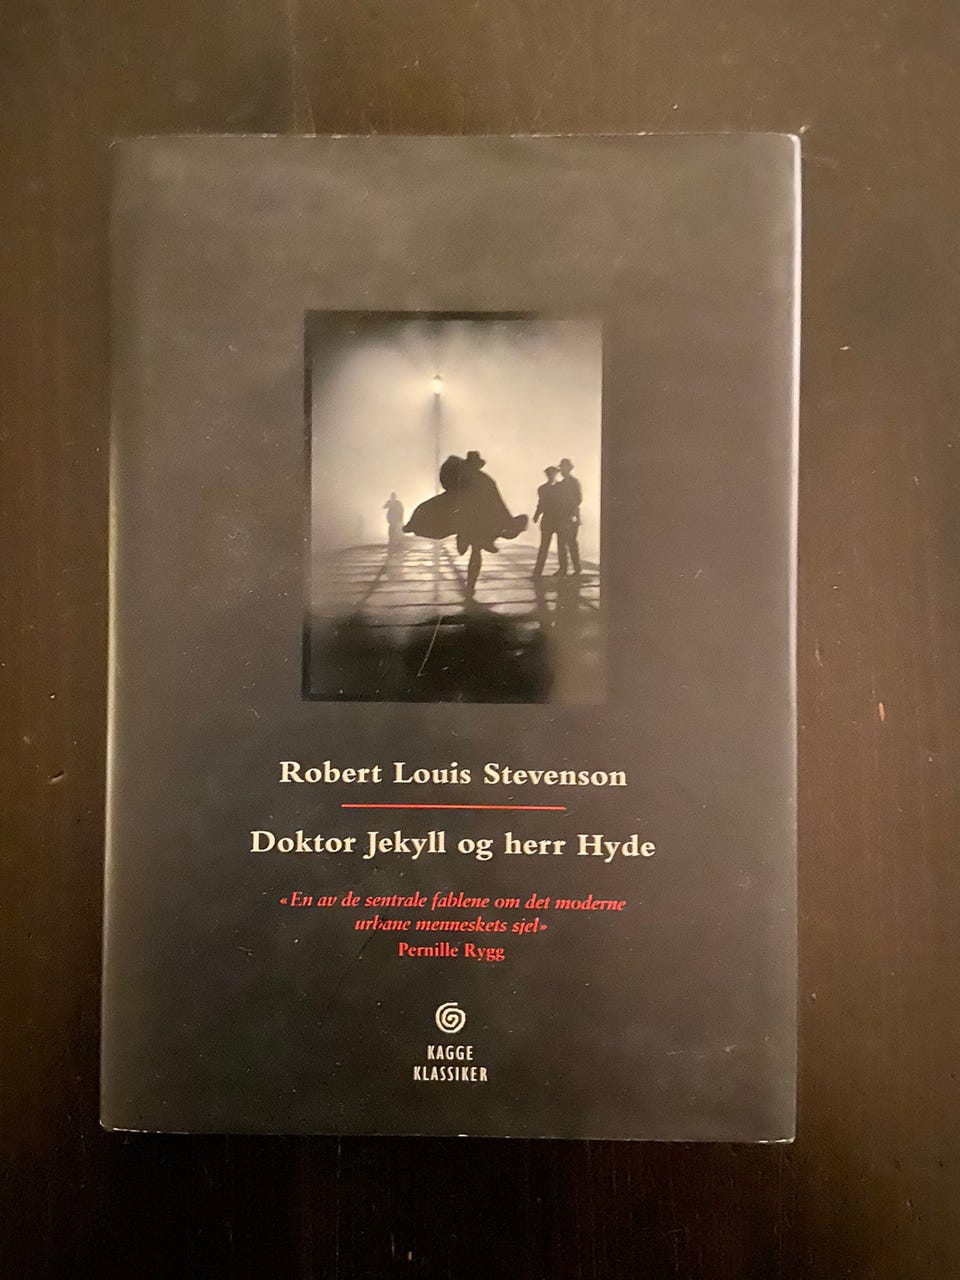 Robert Louis Stevenson
Doktor Jekyll og herr Hyde
«En av de sentrale fablene om det moderne
urbane menneskets sjel»
Pernille Rygg
KAGGE
KLASSIKER